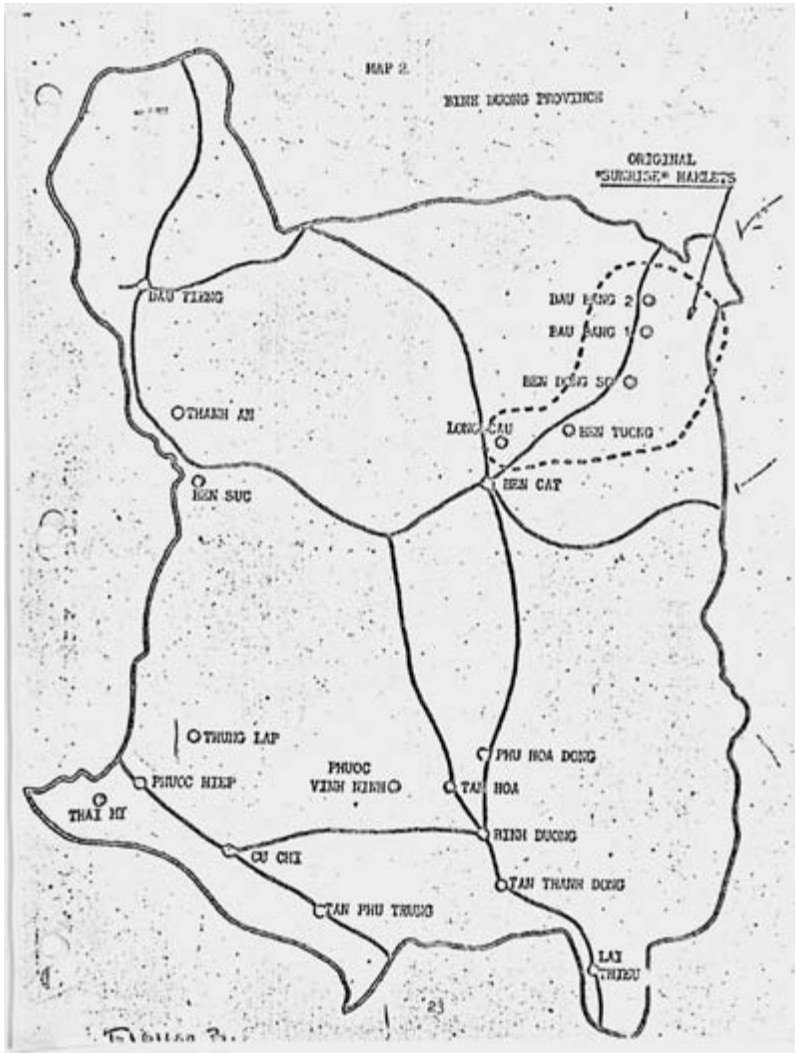 MAP 2
BINH DUONG PROVINCE
ORIGINAL
"SUNRISE" HAMLETS
DAU TIENG
BAU BANG 2
BAU BANG 1
BEN DONG SO
THANH AN
LONG CAU
BEN TUONG
BEN SUC
BEN CAT
TRUNG LAP
PHU HOA DONG
PHUOC HIEP
PHUOC
VINH NINH
TAN HOA
THAI MY
BINH DUONG
CU CHI
TAN THANH DONG
TAN PHU TRUNG
LAI
THIEU
23